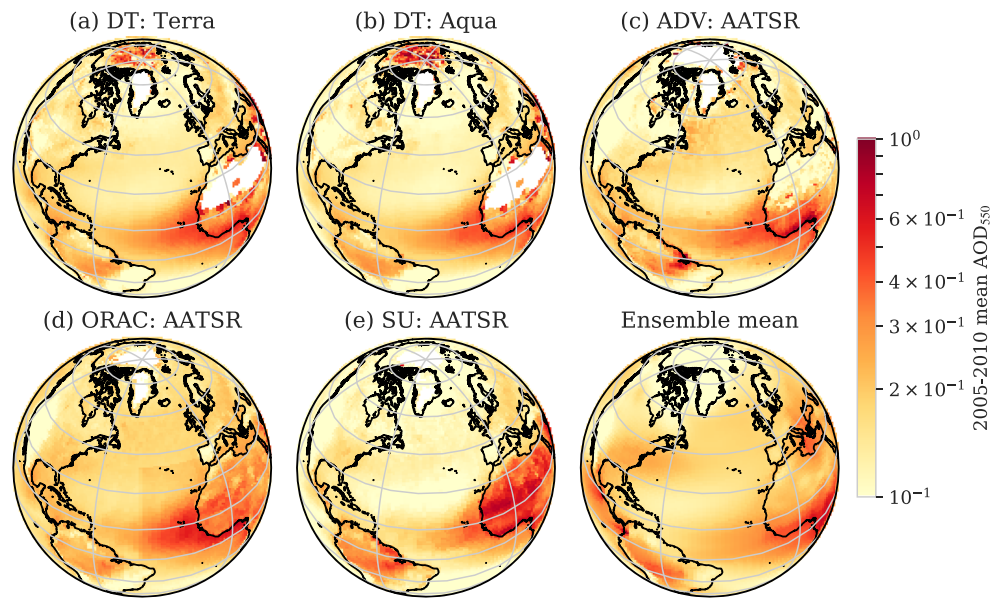 (a) DT: Terra
(b) DT: Aqua
(c) ADV: AATSR
(d) ORAC: AATSR
(e) SU: AATSR
Ensemble mean
10⁰
6 × 10⁻¹
4 × 10⁻¹
3 × 10⁻¹
2 × 10⁻¹
10⁻¹
2005-2010 mean AOD₅₅₀